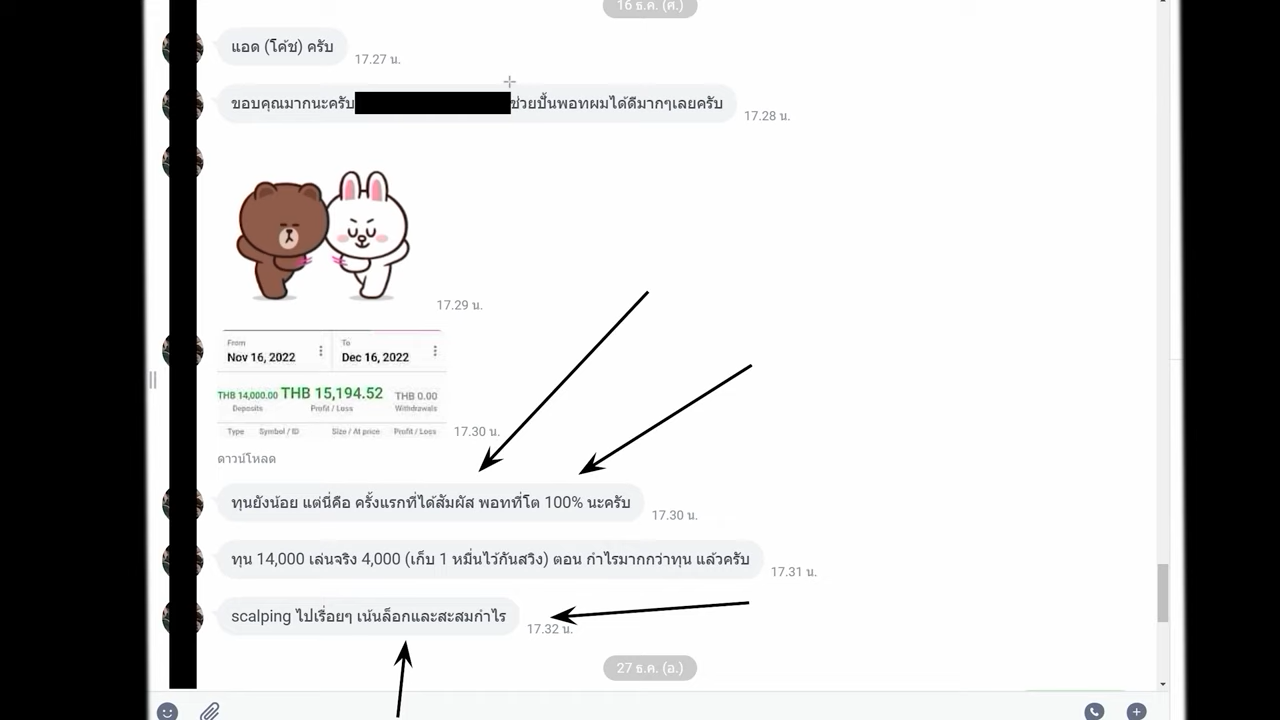 16 ธ.ค. (ศ.)
แอด (โค้ช) ครับ
17.27 น.
ขอบคุณมากนะครับ ช่วยปั้นพอทผมได้ดีมากๆเลยครับ
17.28 น.
17.29 น.
From To
Nov 16, 2022 Dec 16, 2022
THB 14,000.00 THB 15,194.52 THB 0.00
Deposits Profit / Loss Withdrawals
Type Symbol / ID Size / At price Profit / Loss
17.30 น.
ดาวน์โหลด
ทุนยังน้อย แต่นี่คือ ครั้งแรกที่ได้สัมผัส พอทที่โต 100% นะครับ
17.30 น.
ทุน 14,000 เล่นจริง 4,000 (เก็บ 1 หมื่นไว้กันสวิง) ตอน กำไรมากกว่าทุน แล้วครับ
17.31 น.
scalping ไปเรื่อยๆ เน้นล็อกและสะสมกำไร
17.32 น.
27 ธ.ค. (อ.)